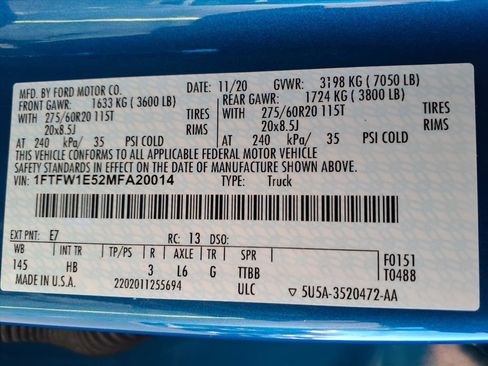 MFD. BY FORD MOTOR CO. DATE: 11/20 GVWR: 3198 KG (7050 LB)
FRONT GAWR: 1633 KG (3600 LB) REAR GAWR: 1724 KG (3800 LB)
WITH 275/60R20 115T TIRES WITH 275/60R20 115T TIRES
20x8.5J RIMS 20x8.5J RIMS
AT 240 kPa/ 35 PSI COLD AT 240 kPa/ 35 PSI COLD
THIS VEHICLE CONFORMS TO ALL APPLICABLE FEDERAL MOTOR VEHICLE
SAFETY STANDARDS IN EFFECT ON THE DATE OF MANUFACTURE SHOWN ABOVE.
VIN: 1FTFW1E52MFA20014 TYPE: Truck
EXT PNT: E7 RC: 13 DSO: F0151
WB INT TR TP/PS R AXLE TR SPR T0488
145 HB 3 L6 G TTBB
MADE IN U.S.A. 2202011255694 ULC ▽ 5U5A-3520472-AA